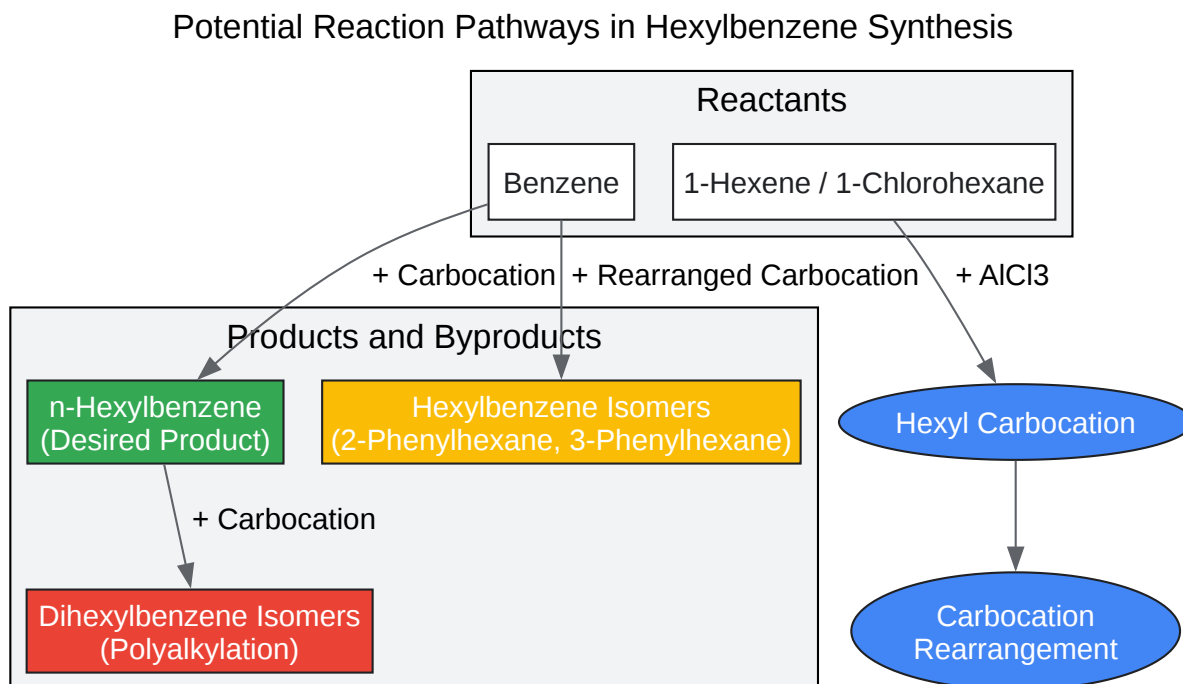 Potential Reaction Pathways in Hexylbenzene Synthesis
Reactants
Benzene
1-Hexene / 1-Chlorohexane
+ Carbocation
+ Rearranged Carbocation
+ AlCl3
Products and Byproducts
n-Hexylbenzene
(Desired Product)
Hexylbenzene Isomers
(2-Phenylhexane, 3-Phenylhexane)
Hexyl Carbocation
+ Carbocation
Dihexylbenzene Isomers
(Polyalkylation)
Carbocation
Rearrangement